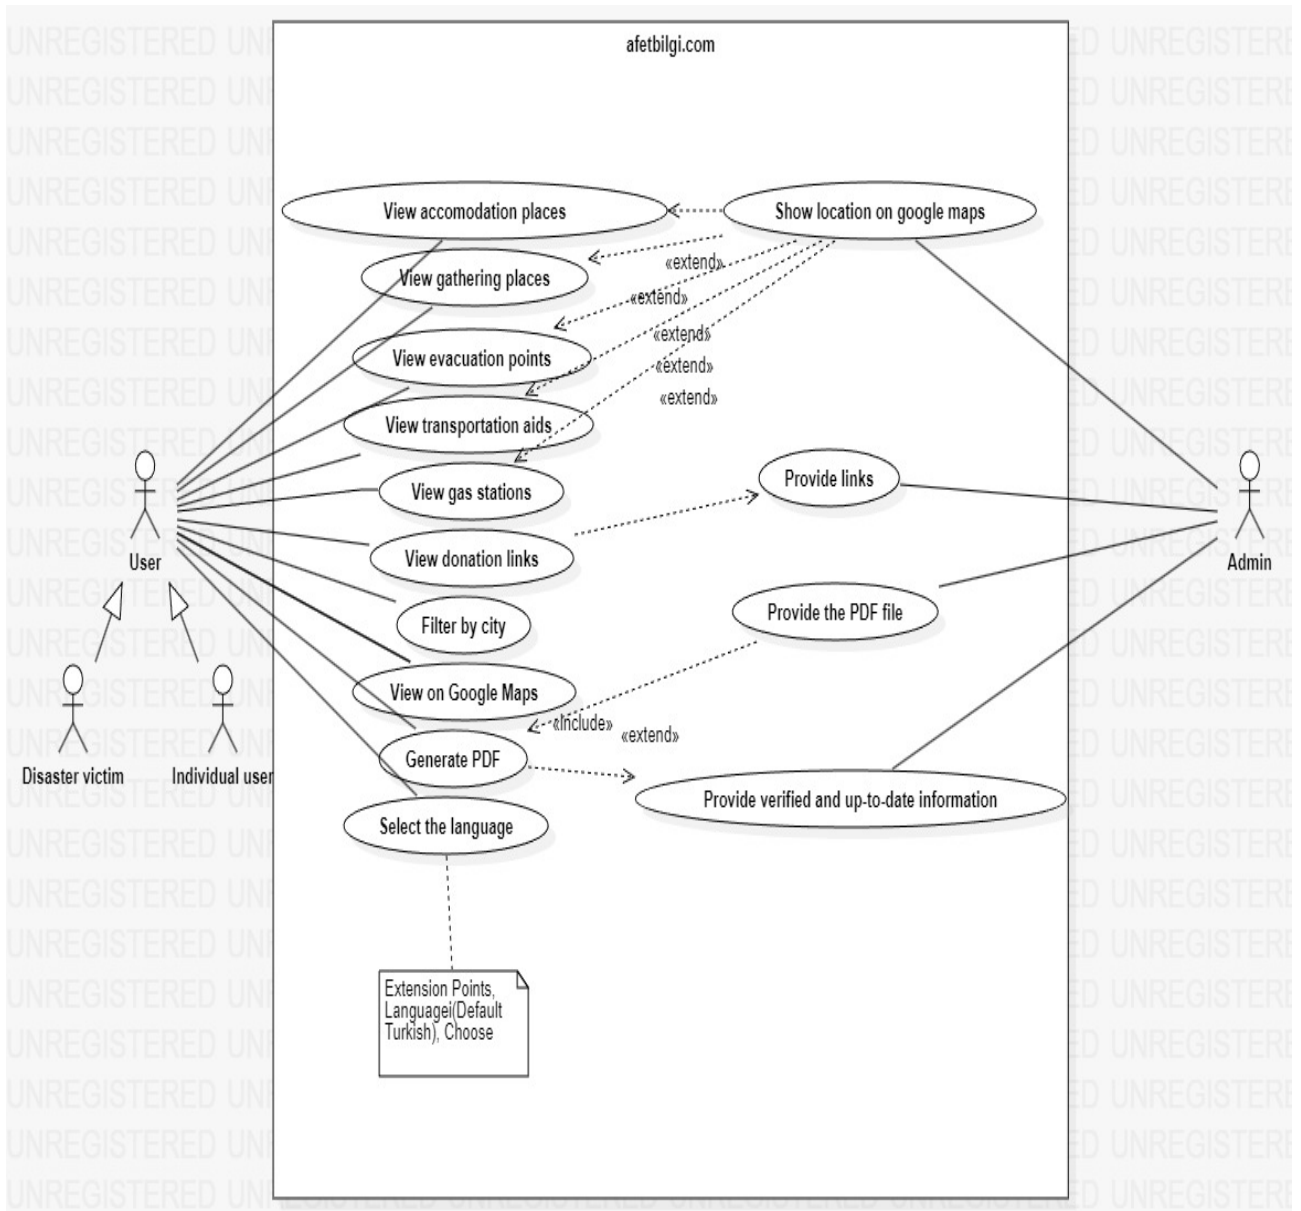 afetbilgi.com
View accomodation places
Show location on google maps
«extend»
View gathering places
«extend»
«extend»
View evacuation points
«extend»
«extend»
View transportation aids
Provide links
View gas stations
User
View donation links
Admin
Provide the PDF file
Filter by city
View on Google Maps
«include»
«extend»
Generate PDF
Disaster victim
Individual user
Provide verified and up-to-date information
Select the language
Extension Points,
Languagei(Default
Turkish), Choose
UNREGISTERED